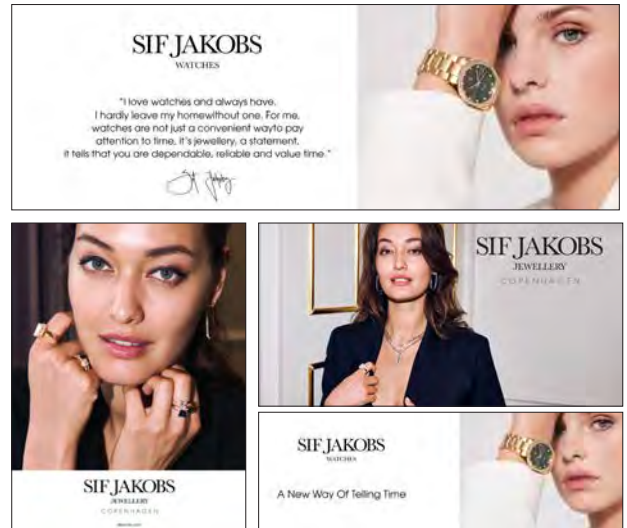 SIF JAKOBS
WATCHES
"I love watches and always have.
I hardly leave my homewithout one. For me,
watches are not just a convenient wayto pay
attention to time, it's jewellery, a statement,
it tells that you are dependable, reliable and value time."
SIF JAKOBS
JEWELLERY
COPENHAGEN
SIF JAKOBS
JEWELLERY
COPENHAGEN
SIF JAKOBS
WATCHES
A New Way Of Telling Time